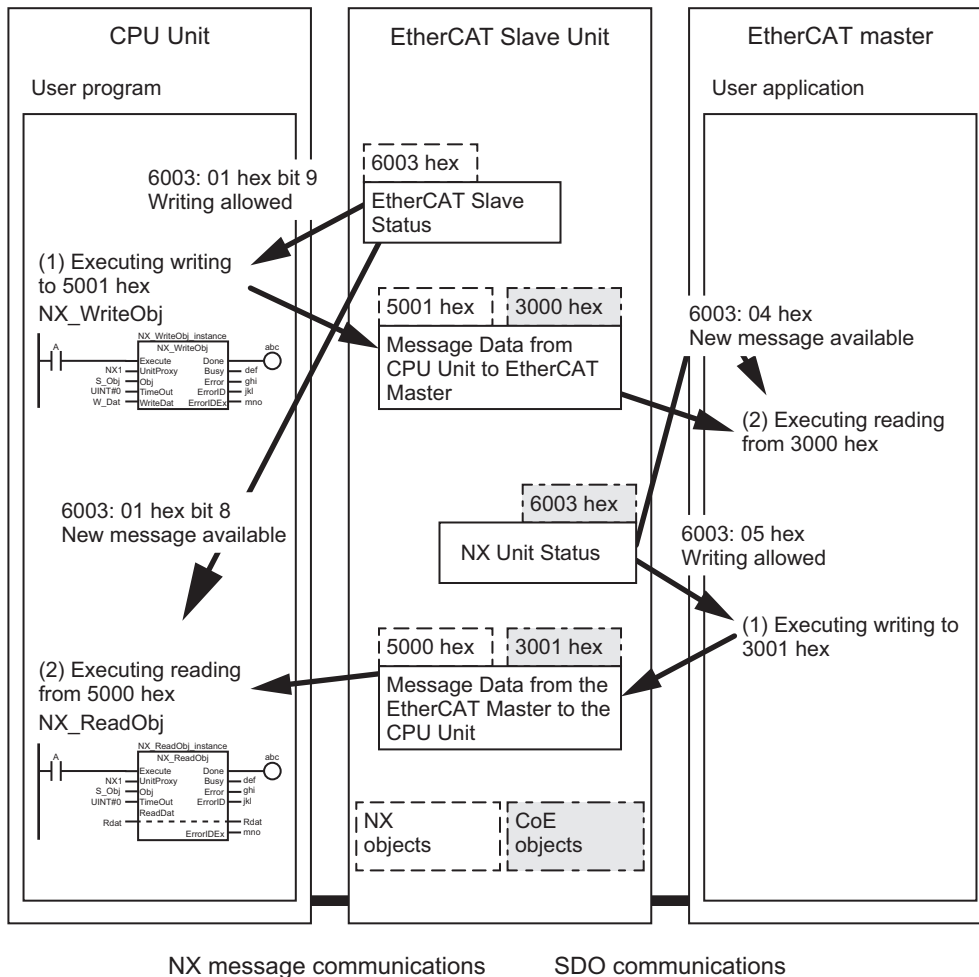 CPU Unit
EtherCAT Slave Unit
EtherCAT master
User program
User application
6003 hex
6003: 01 hex bit 9
Writing allowed
EtherCAT Slave
Status
(1) Executing writing
to 5001 hex
NX_WriteObj
A
NX_WriteObj_instance
NX_WriteObj
abc
Execute Done
NX1 UnitProxy Busy def
S_Obj Obj Error ghi
UINT#0 TimeOut ErrorID jkl
W_Dat WriteDat ErrorIDEx mno
5001 hex
3000 hex
Message Data from
CPU Unit to EtherCAT
Master
6003: 04 hex
New message available
(2) Executing reading
from 3000 hex
6003: 01 hex bit 8
New message available
6003 hex
NX Unit Status
6003: 05 hex
Writing allowed
(1) Executing writing to
3001 hex
5000 hex
3001 hex
Message Data from the
EtherCAT Master to the
CPU Unit
(2) Executing reading
from 5000 hex
NX_ReadObj
A
NX_ReadObj_instance
NX_ReadObj
abc
Execute Done
NX1 UnitProxy Busy def
S_Obj Obj Error ghi
UINT#0 TimeOut ErrorID jkl
ReadDat
Rdat Rdat
ErrorIDEx mno
NX
objects
CoE
objects
NX message communications
SDO communications